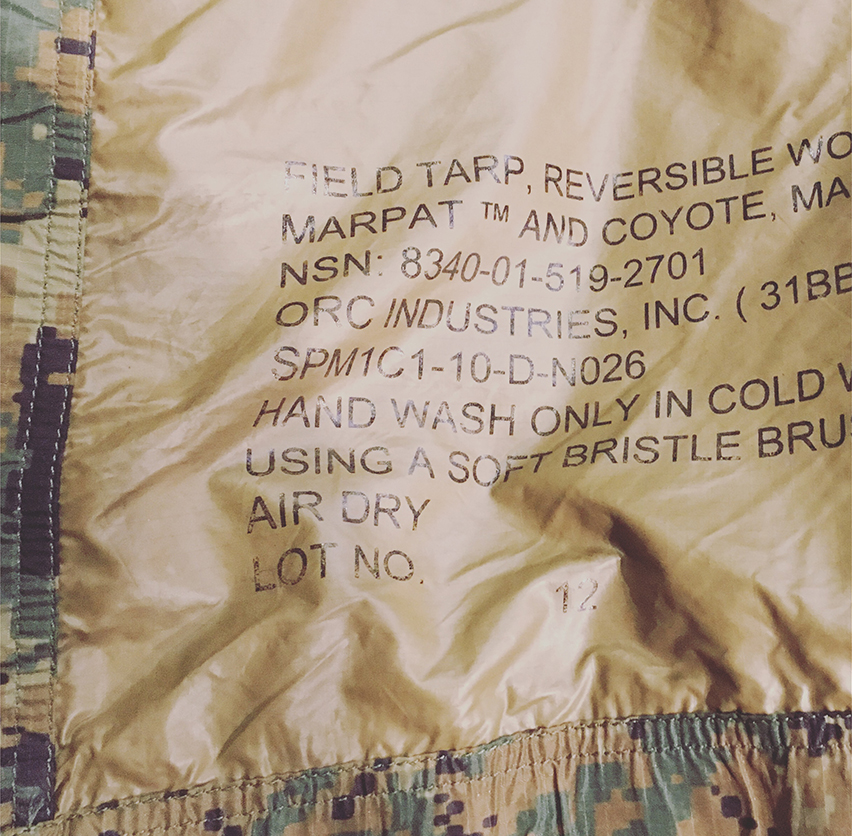 FIELD TARP, REVERSIBLE WO
MARPAT ™ AND COYOTE, MA
NSN: 8340-01-519-2701
ORC INDUSTRIES, INC. ( 31BB
SPM1C1-10-D-N026
HAND WASH ONLY IN COLD W
USING A SOFT BRISTLE BRUS
AIR DRY
LOT NO.
12